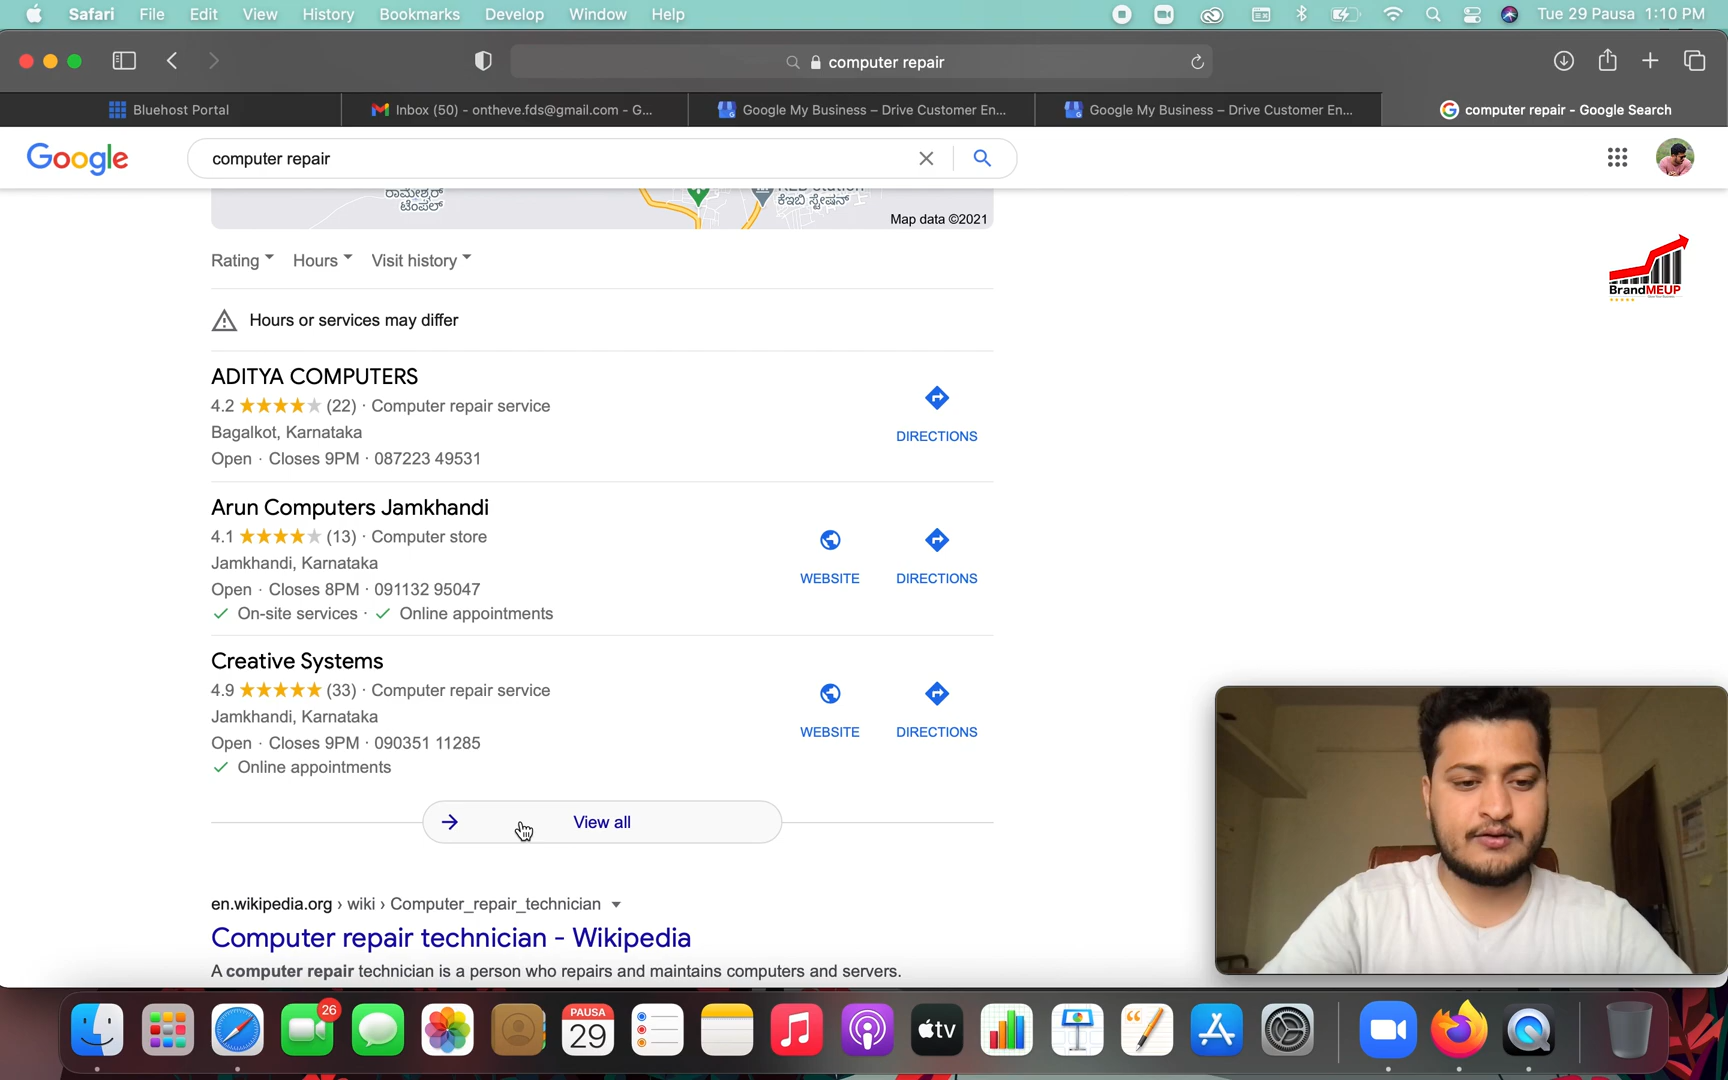 Safari File Edit View History Bookmarks Develop Window Help Tue 29 Pausa 1:10 PM
computer repair
Bluehost Portal
Inbox (50) - ontheve.fds@gmail.com - G...
Google My Business – Drive Customer En...
Google My Business – Drive Customer En...
computer repair - Google Search
Google
computer repair
ರಾಮೇಶ್ವರ್
ಟೆಂಪಲ್
KEB Station
ಕೆಇಬಿ ಸ್ಟೇಷನ್
Map data ©2021
Rating Hours Visit history
BrandMEUP
Hours or services may differ
ADITYA COMPUTERS
4.2 (22) · Computer repair service
Bagalkot, Karnataka
Open · Closes 9PM · 087223 49531
DIRECTIONS
Arun Computers Jamkhandi
4.1 (13) · Computer store
Jamkhandi, Karnataka
Open · Closes 8PM · 091132 95047
✓ On-site services · ✓ Online appointments
WEBSITE DIRECTIONS
Creative Systems
4.9 (33) · Computer repair service
Jamkhandi, Karnataka
Open · Closes 9PM · 090351 11285
✓ Online appointments
WEBSITE DIRECTIONS
View all
en.wikipedia.org › wiki › Computer_repair_technician
Computer repair technician - Wikipedia
A computer repair technician is a person who repairs and maintains computers and servers.
26
PAUSA
29
tv